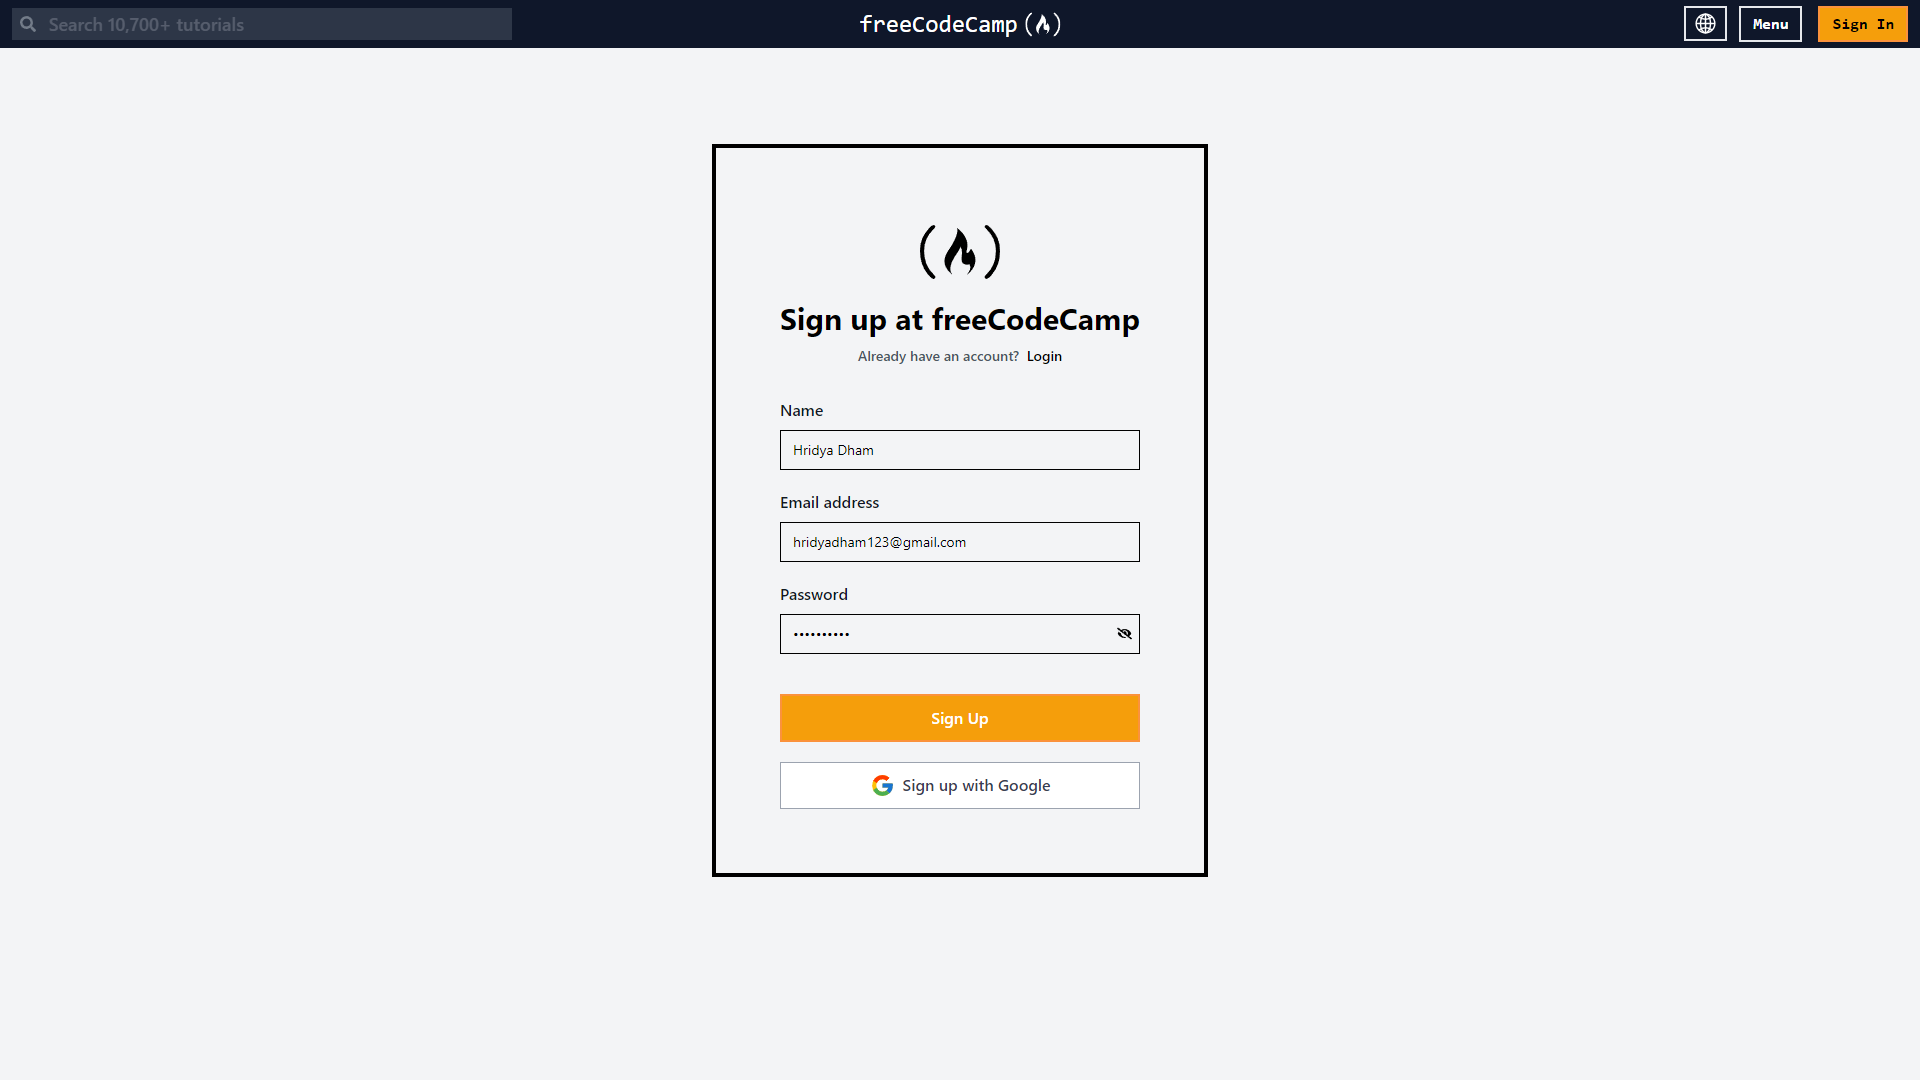 Search 10,700+ tutorials
freeCodeCamp
Menu
Sign In
Sign up at freeCodeCamp
Already have an account? Login
Name
Hridya Dham
Email address
hridyadham123@gmail.com
Password
••••••••••
Sign Up
Sign up with Google